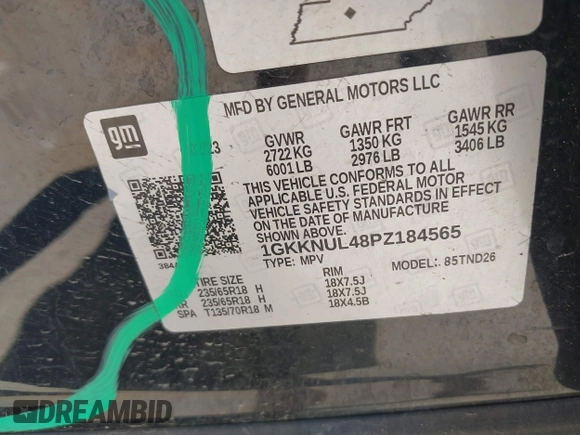 MFD BY GENERAL MOTORS LLC
gm
GVWR GAWR FRT GAWR RR
2722 KG 1350 KG 1545 KG
6001 LB 2976 LB 3406 LB
THIS VEHICLE CONFORMS TO ALL
APPLICABLE U.S. FEDERAL MOTOR
VEHICLE SAFETY STANDARDS IN EFFECT
ON THE DATE OF MANUFACTURE
SHOWN ABOVE.
1GKKNUL48PZ184565
TYPE: MPV MODEL: 85TND26
TIRE SIZE RIM
235/65R18 H 18X7.5J
RR 235/65R18 H 18X7.5J
SPA T135/70R18 M 18X4.5B
DREAMBID